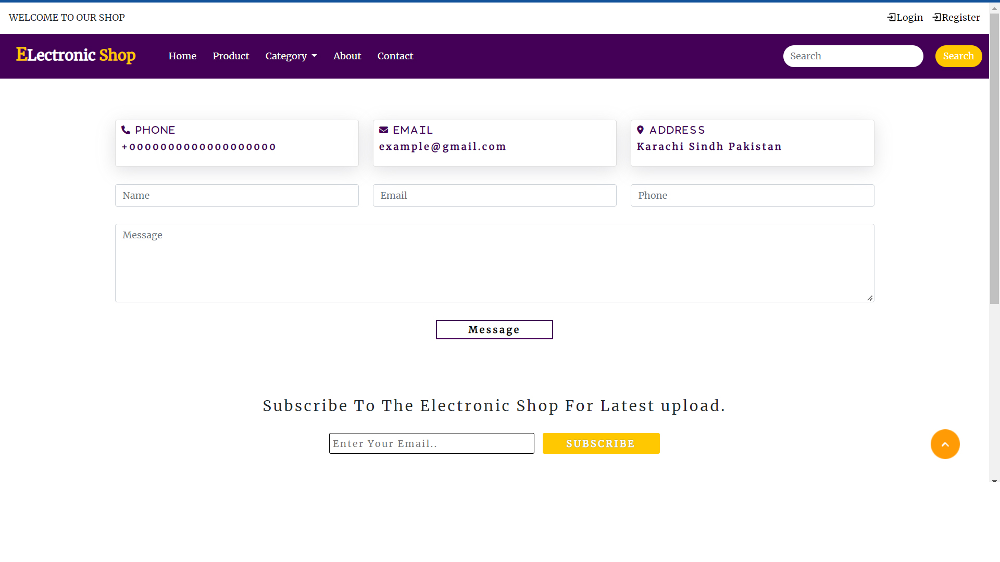 WELCOME TO OUR SHOP
Login Register
ELectronic Shop Home Product Category About Contact Search Search
PHONE
+0000000000000000000
EMAIL
example@gmail.com
ADDRESS
Karachi Sindh Pakistan
Name Email Phone
Message
Message
Subscribe To The Electronic Shop For Latest upload.
Enter Your Email.. SUBSCRIBE